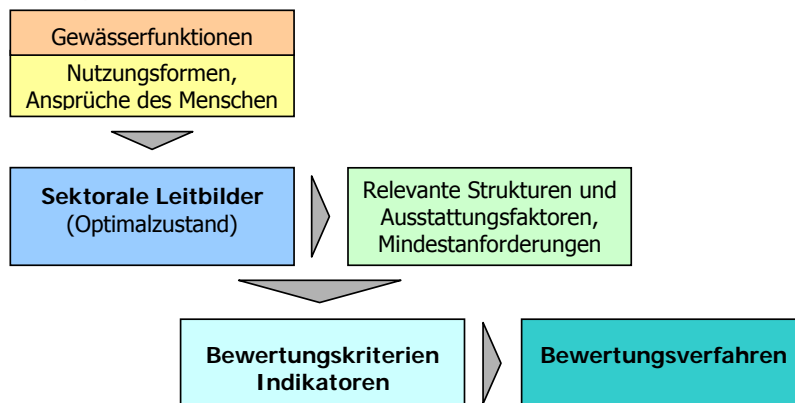 Gewässerfunktionen
Nutzungsformen,
Ansprüche des Menschen
Sektorale Leitbilder
(Optimalzustand)
Relevante Strukturen und
Ausstattungsfaktoren,
Mindestanforderungen
Bewertungskriterien
Indikatoren
Bewertungsverfahren